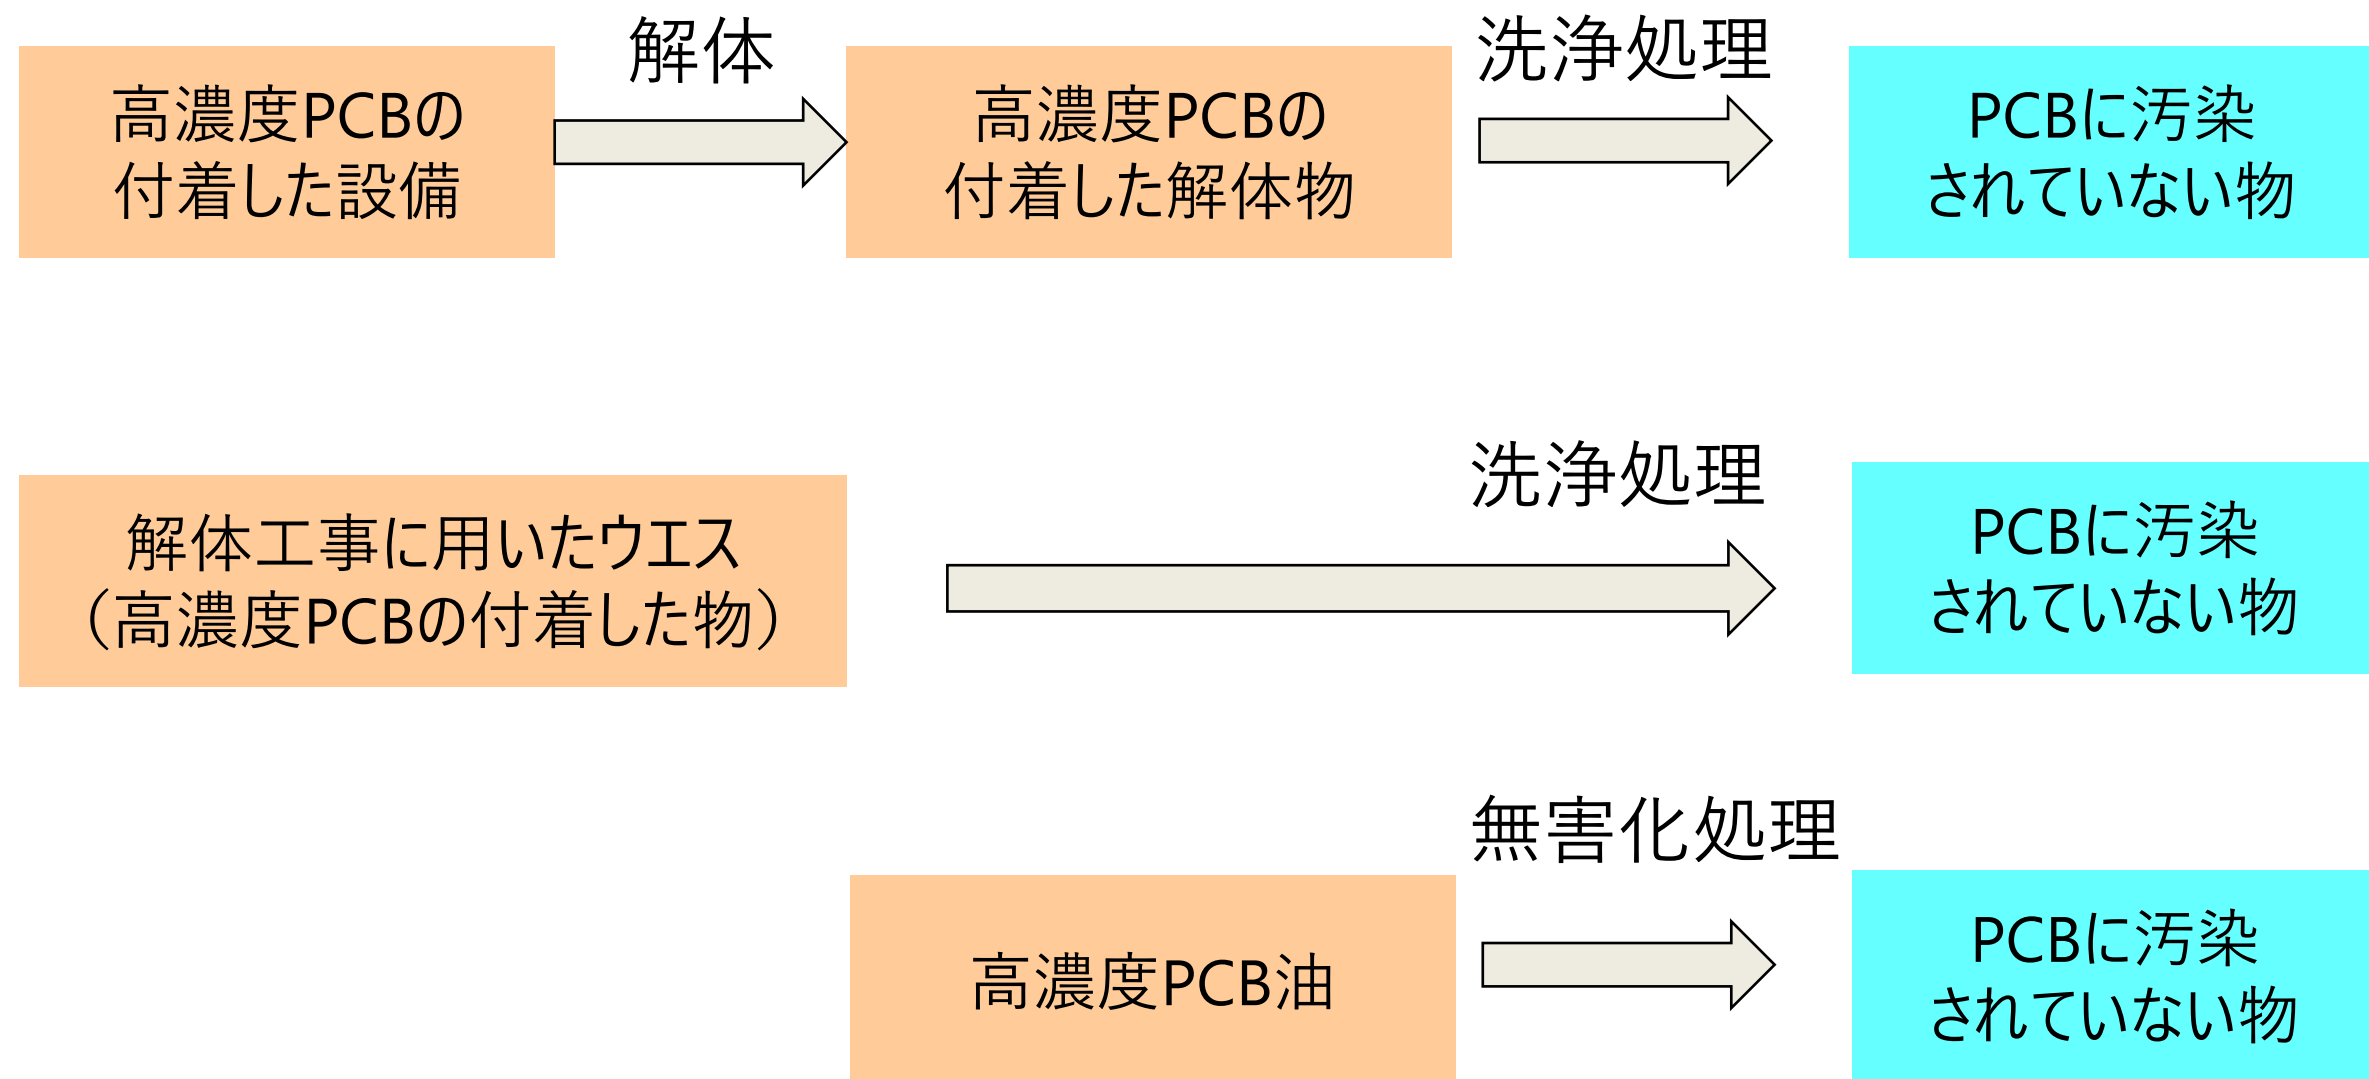 解体
洗浄処理
高濃度PCBの
付着した設備
高濃度PCBの
付着した解体物
PCBに汚染
されていない物
洗浄処理
解体工事に用いたウエス
（高濃度PCBの付着した物）
PCBに汚染
されていない物
無害化処理
高濃度PCB油
PCBに汚染
されていない物